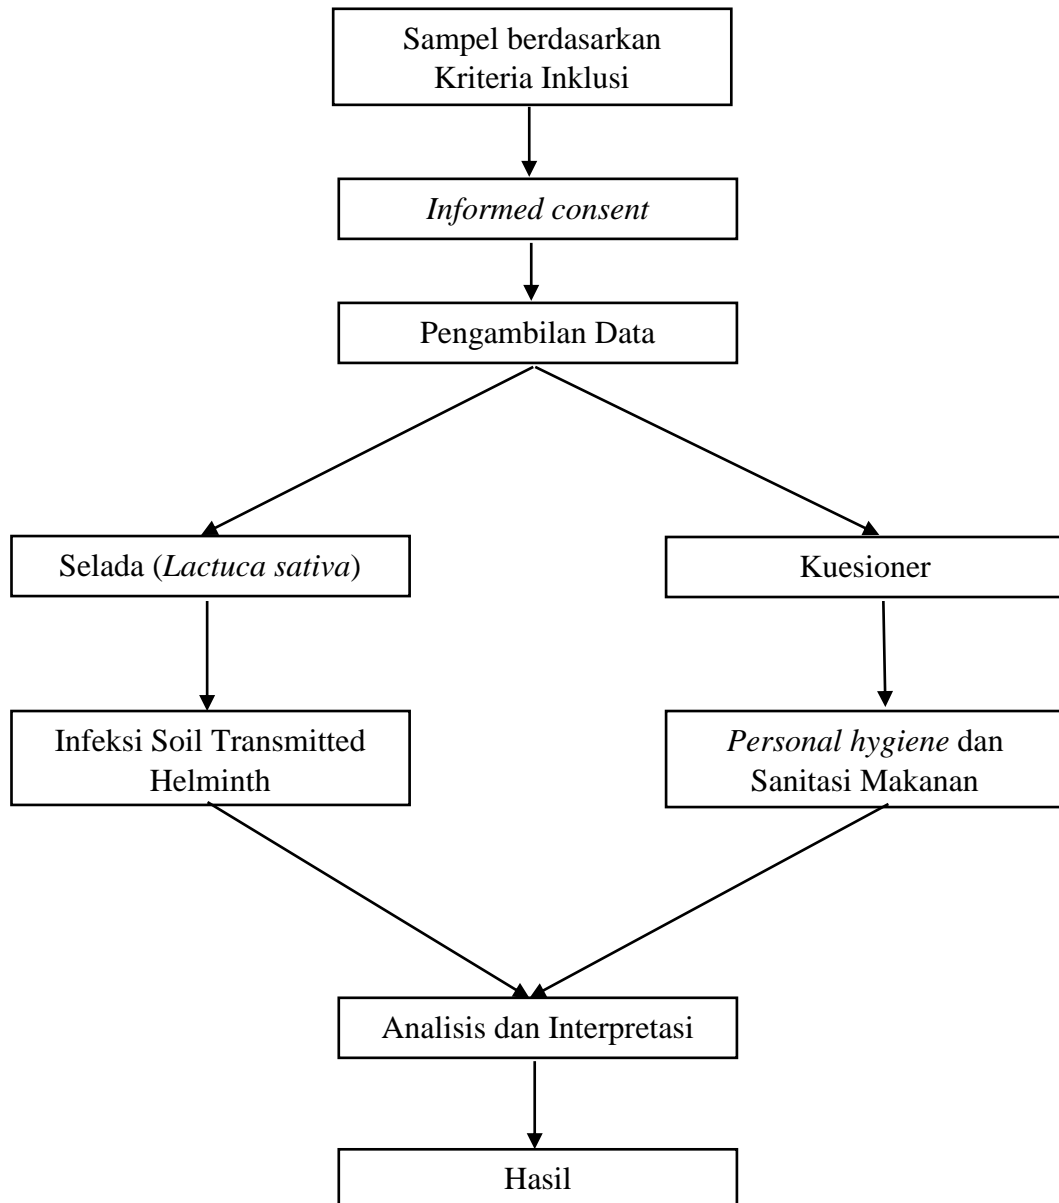 Sampel berdasarkan
Kriteria Inklusi
Informed consent
Pengambilan Data
Selada (Lactuca sativa)
Kuesioner
Infeksi Soil Transmitted
Helminth
Personal hygiene dan
Sanitasi Makanan
Analisis dan Interpretasi
Hasil